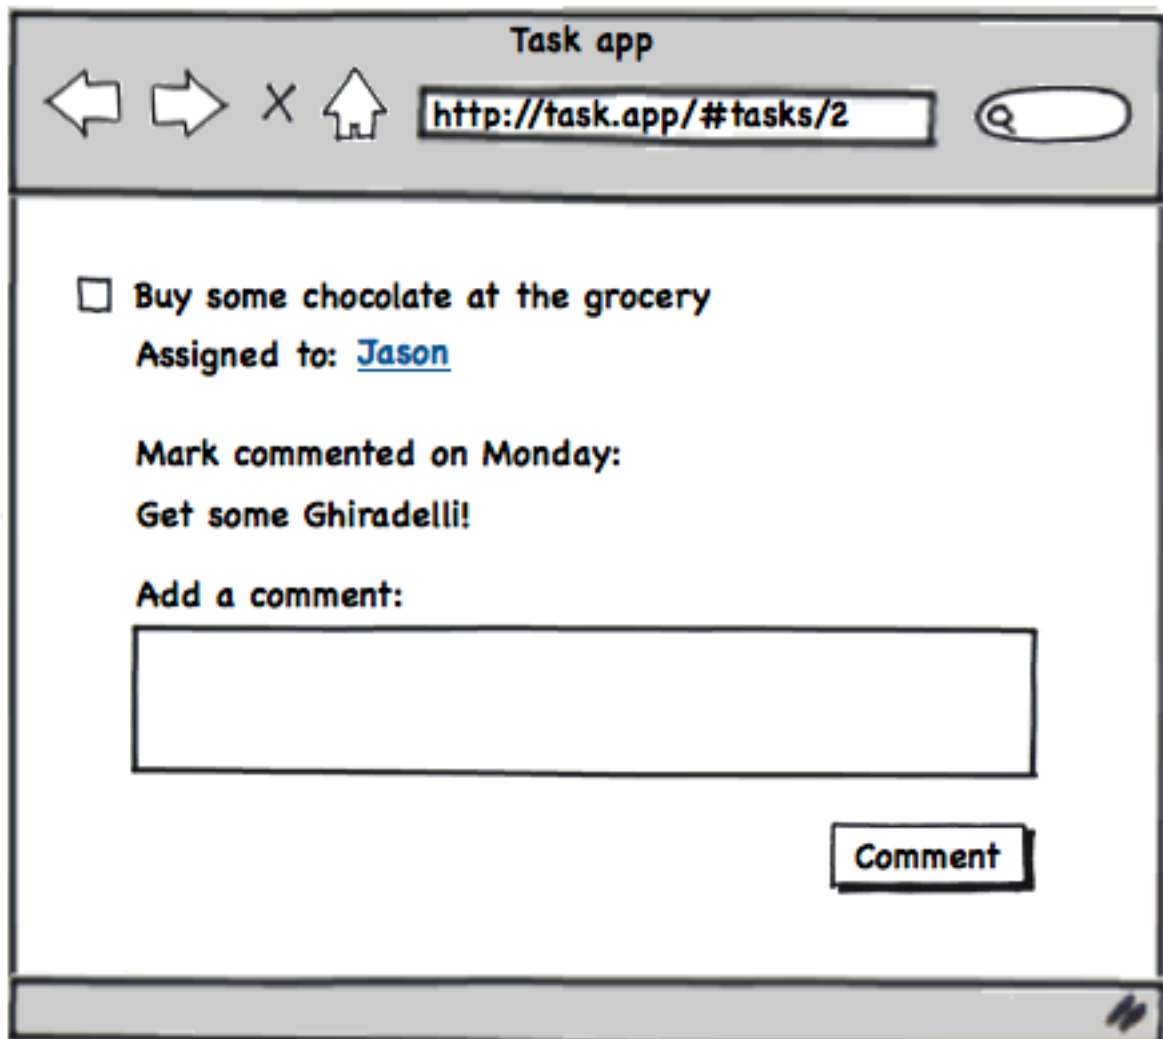 Task app
http://task.app/#tasks/2
Buy some chocolate at the grocery
Assigned to: Jason
Mark commented on Monday:
Get some Ghiradelli!
Add a comment:
Comment